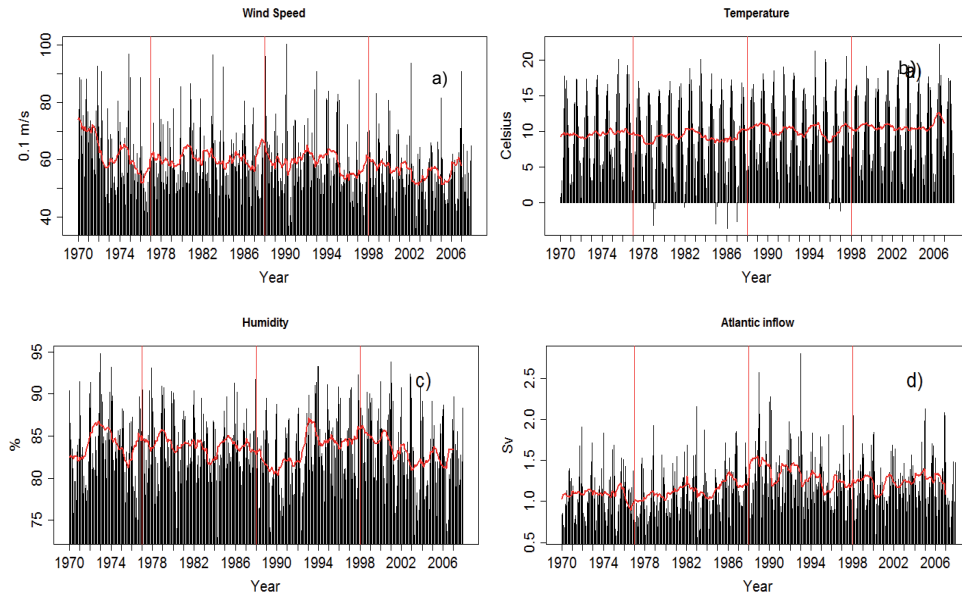 Wind Speed
100
90
80
70
60
50
40
0.1 m/s
a)
1970 1974 1978 1982 1986 1990 1994 1998 2002 2006
Year
Temperature
20
15
10
5
0
Celsius
b)
a)
1970 1974 1978 1982 1986 1990 1994 1998 2002 2006
Year
Humidity
95
90
85
80
75
%
c)
1970 1974 1978 1982 1986 1990 1994 1998 2002 2006
Year
Atlantic inflow
2.5
2.0
1.5
1.0
0.5
Sv
d)
1970 1974 1978 1982 1986 1990 1994 1998 2002 2006
Year